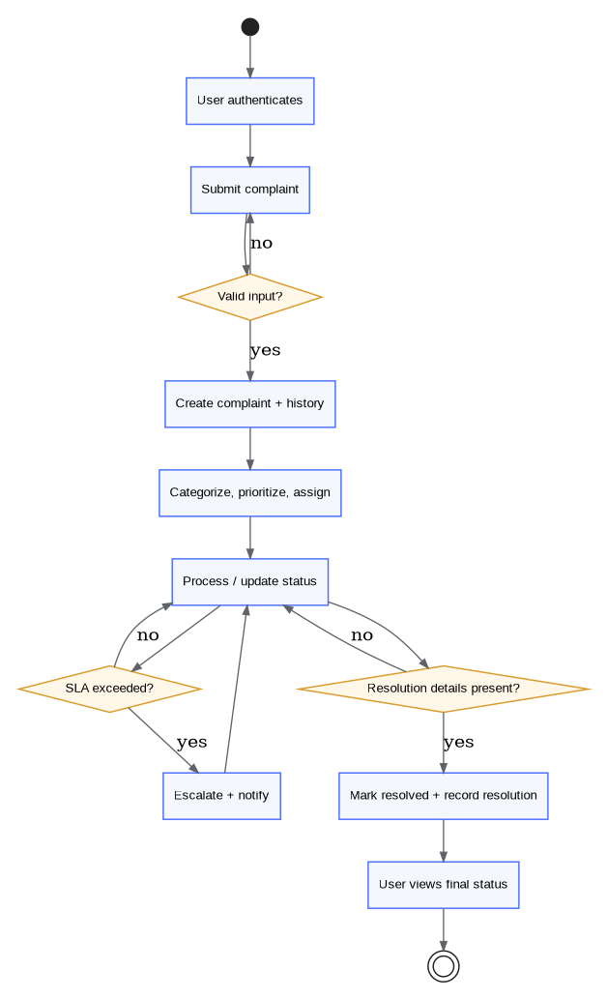 User authenticates
Submit complaint
no
Valid input?
yes
Create complaint + history
Categorize, prioritize, assign
Process / update status
no
no
SLA exceeded?
Resolution details present?
yes
yes
Escalate + notify
Mark resolved + record resolution
User views final status